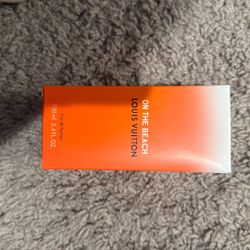 ON THE BEACH
LOUIS VUITTON
Eau de Parfum
100 ml 3.4 fl. oz.